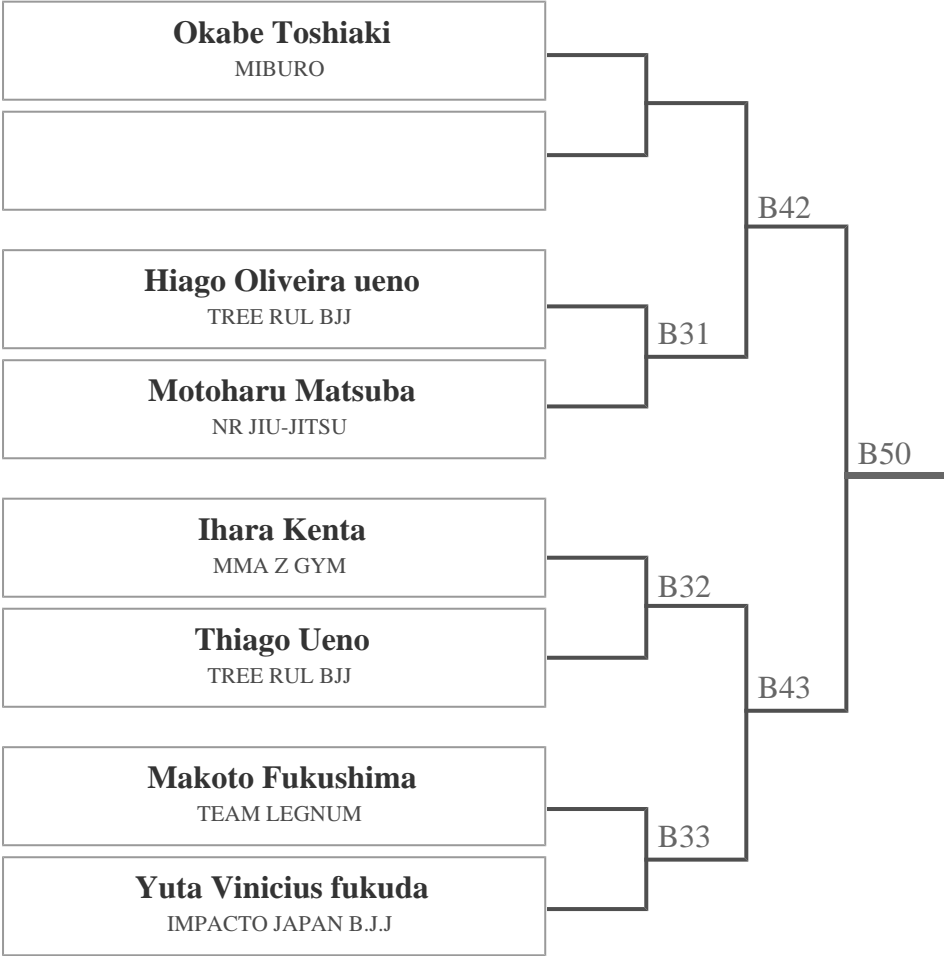 Okabe Toshiaki
MIBURO
B42
Hiago Oliveira ueno
TREE RUL BJJ
B31
Motoharu Matsuba
NR JIU-JITSU
B50
Ihara Kenta
MMA Z GYM
B32
Thiago Ueno
TREE RUL BJJ
B43
Makoto Fukushima
TEAM LEGNUM
B33
Yuta Vinicius fukuda
IMPACTO JAPAN B.J.J